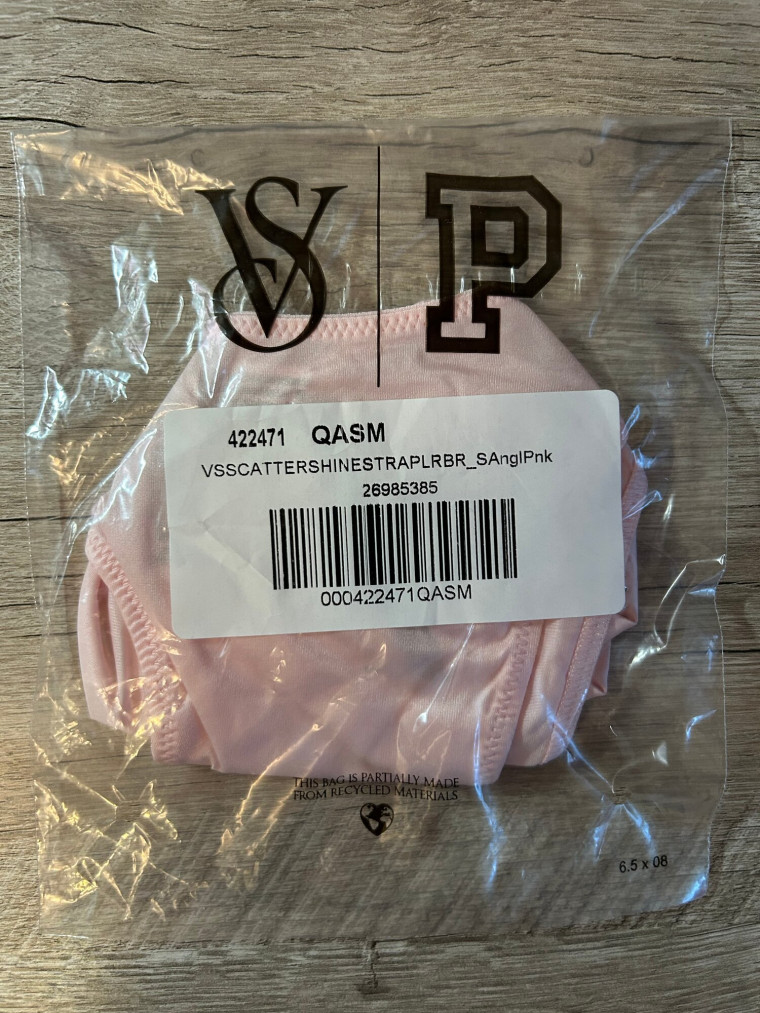 VS P
422471 QASM
VSSCATTERSHINESTRAPLRBR_SAnglPnk
26985385
000422471QASM
THIS BAG IS PARTIALLY MADE
FROM RECYCLED MATERIALS
6.5 x 08